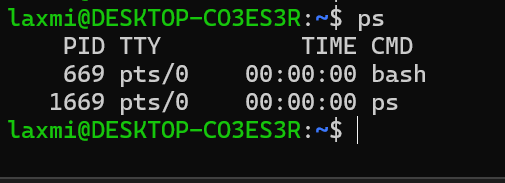 laxmi@DESKTOP-CO3ES3R:~$ ps
    PID TTY          TIME CMD
    669 pts/0    00:00:00 bash
   1669 pts/0    00:00:00 ps
laxmi@DESKTOP-CO3ES3R:~$